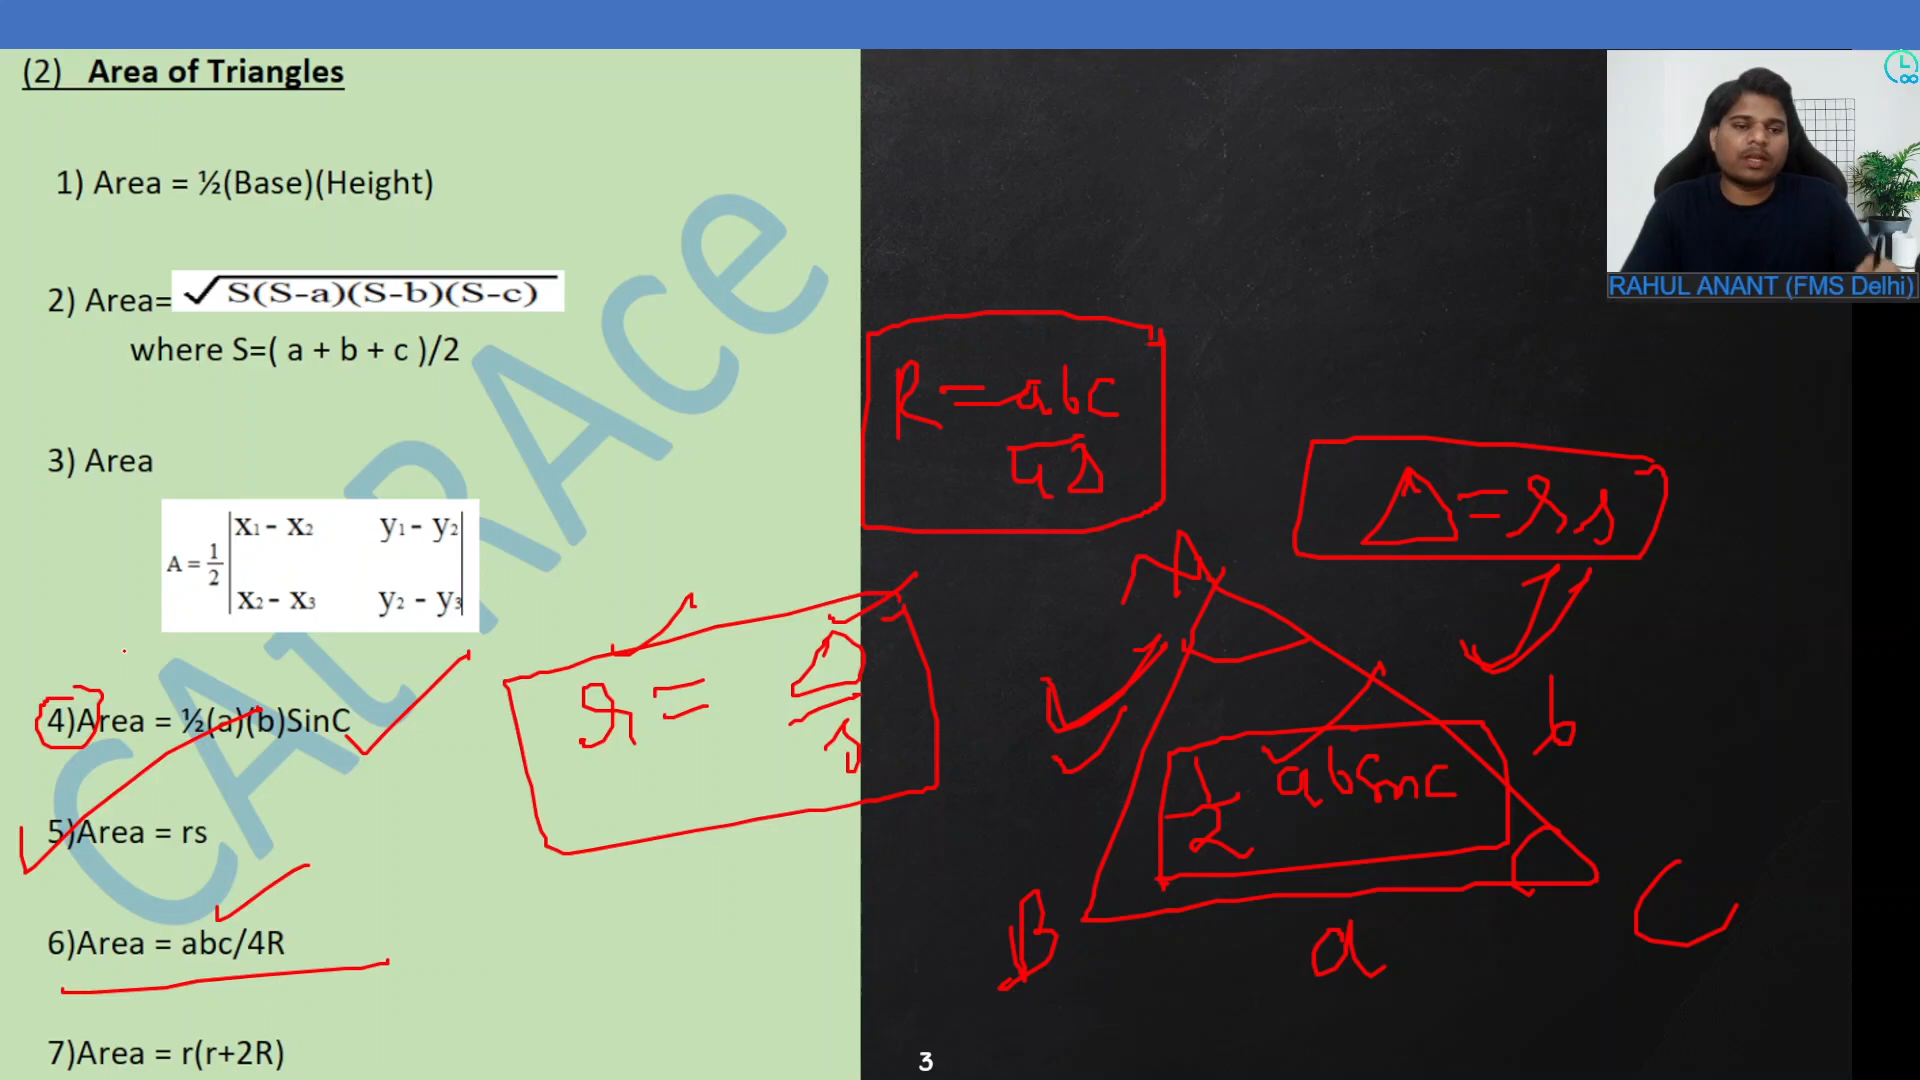 (2) Area of Triangles
1) Area = ½(Base)(Height)
2) Area= √S(S-a)(S-b)(S-c)
where S=( a + b + c )/2
3) Area
A = 1/2 | x1 - x2 y1 - y2 |
| x2 - x3 y2 - y3 |
4)Area = ½(a)(b)SinC
5)Area = rs
6)Area = abc/4R
7)Area = r(r+2R)
CAtRAce
r = Δ/s
R = abc/4Δ
Δ = rs
A
b
1/2 absinC
B
a
C
RAHUL ANANT (FMS Delhi)
3